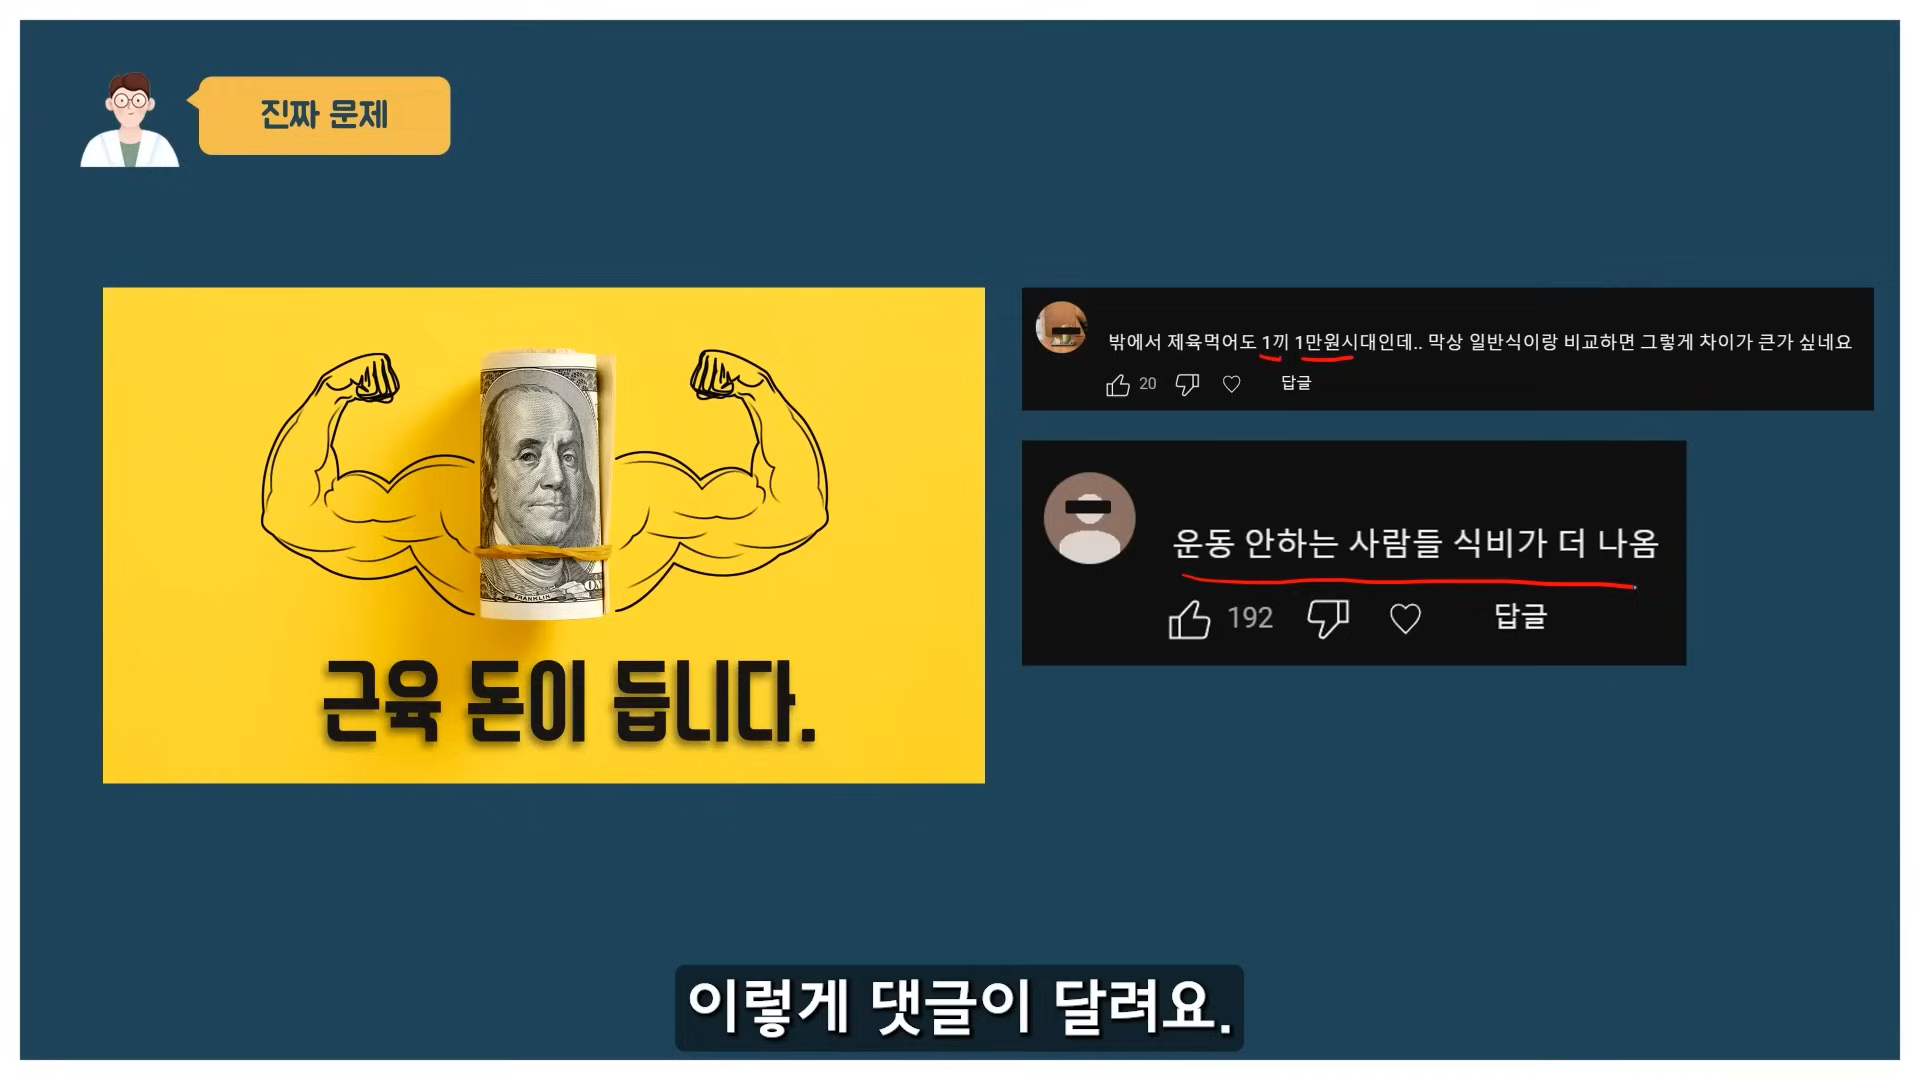 진짜 문제
근육 돈이 듭니다.
FRANKLIN
ON
밖에서 제육먹어도 1끼 1만원시대인데.. 막상 일반식이랑 비교하면 그렇게 차이가 큰가 싶네요
20 답글
운동 안하는 사람들 식비가 더 나옴
192 답글
이렇게 댓글이 달려요.